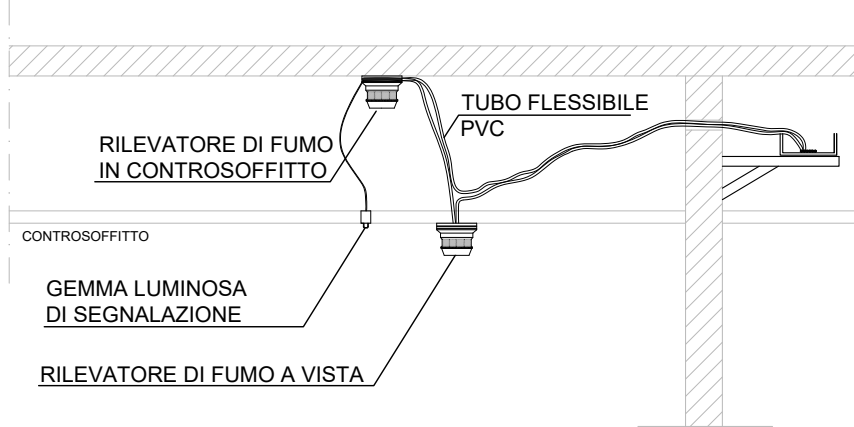 TUBO FLESSIBILE
PVC
RILEVATORE DI FUMO
IN CONTROSOFFITTO
CONTROSOFFITTO
GEMMA LUMINOSA
DI SEGNALAZIONE
RILEVATORE DI FUMO A VISTA